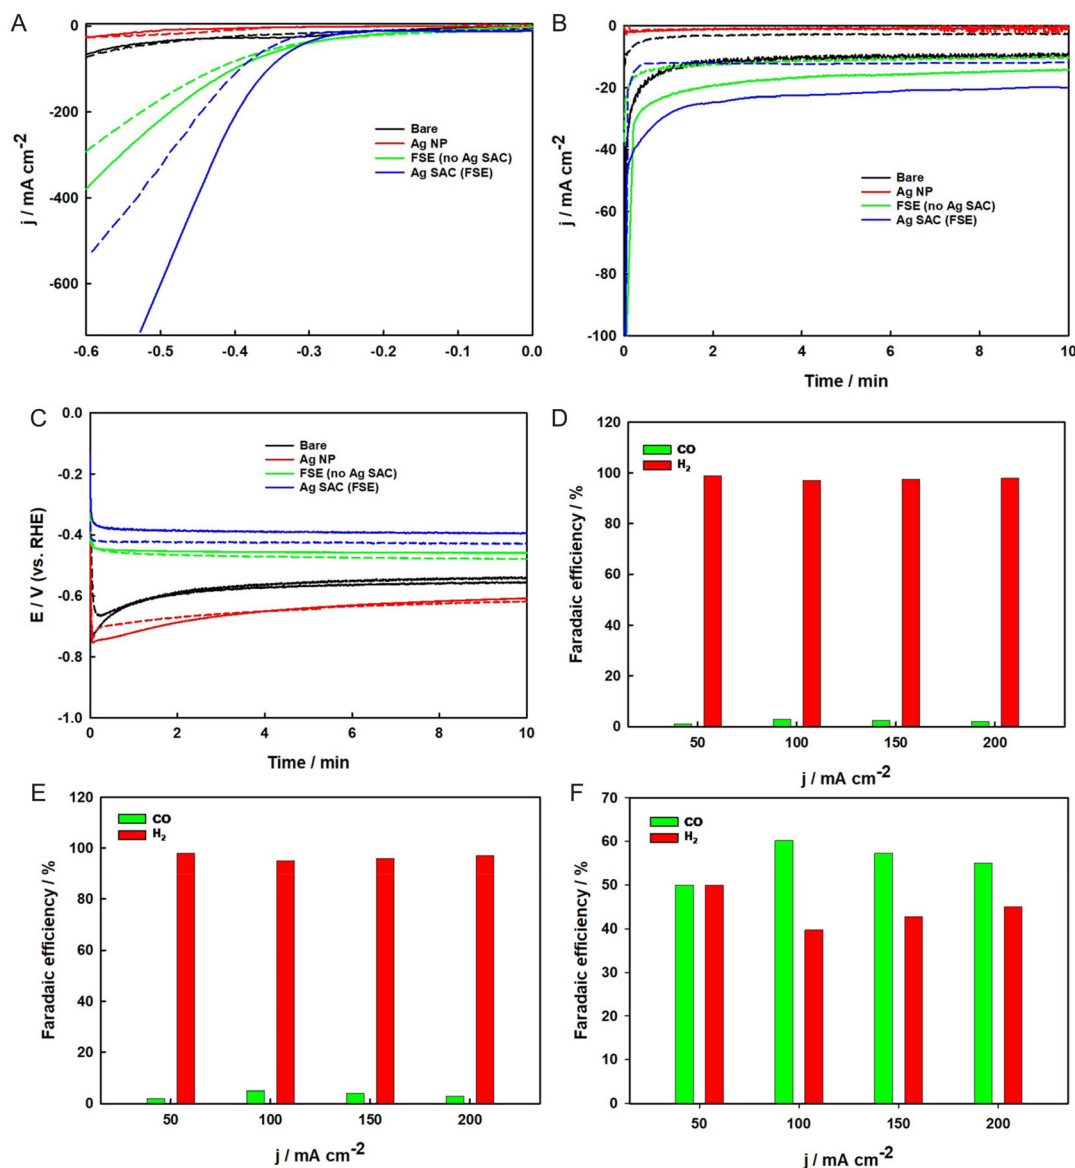 A
0
-200
-400
-600
j / mA cm-2
-0.6 -0.5 -0.4 -0.3 -0.2 -0.1 0.0
Bare
Ag NP
FSE (no Ag SAC)
Ag SAC (FSE)
B
0
-20
-40
-60
-80
-100
j / mA cm-2
0 2 4 6 8 10
Time / min
Bare
Ag NP
FSE (no Ag SAC)
Ag SAC (FSE)
C
0.0
-0.2
-0.4
-0.6
-0.8
-1.0
E / V (vs. RHE)
0 2 4 6 8 10
Time / min
Bare
Ag NP
FSE (no Ag SAC)
Ag SAC (FSE)
D
120
100
80
60
40
20
0
Faradaic efficiency / %
50 100 150 200
j / mA cm-2
CO
H2
E
120
100
80
60
40
20
0
Faradaic efficiency / %
50 100 150 200
j / mA cm-2
CO
H2
F
70
60
50
40
30
20
10
0
Faradaic efficiency / %
50 100 150 200
j / mA cm-2
CO
H2